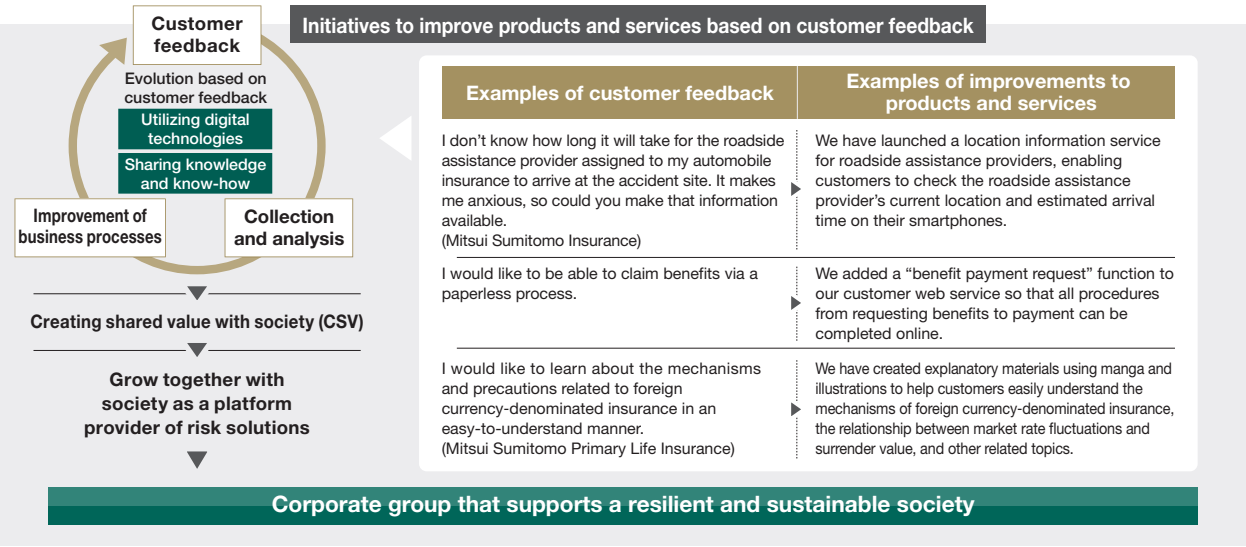 Initiatives to improve products and services based on customer feedback
Customer
feedback
Evolution based on
customer feedback
Utilizing digital
technologies
Sharing knowledge
and know-how
Improvement of
business processes
Collection
and analysis
Creating shared value with society (CSV)
Grow together with
society as a platform
provider of risk solutions
Examples of customer feedback
Examples of improvements to
products and services
I don’t know how long it will take for the roadside
assistance provider assigned to my automobile
insurance to arrive at the accident site. It makes
me anxious, so could you make that information
available.
(Mitsui Sumitomo Insurance)
We have launched a location information service
for roadside assistance providers, enabling
customers to check the roadside assistance
provider’s current location and estimated arrival
time on their smartphones.
I would like to be able to claim benefits via a
paperless process.
We added a “benefit payment request” function to
our customer web service so that all procedures
from requesting benefits to payment can be
completed online.
I would like to learn about the mechanisms
and precautions related to foreign
currency-denominated insurance in an
easy-to-understand manner.
(Mitsui Sumitomo Primary Life Insurance)
We have created explanatory materials using manga and
illustrations to help customers easily understand the
mechanisms of foreign currency-denominated insurance,
the relationship between market rate fluctuations and
surrender value, and other related topics.
Corporate group that supports a resilient and sustainable society